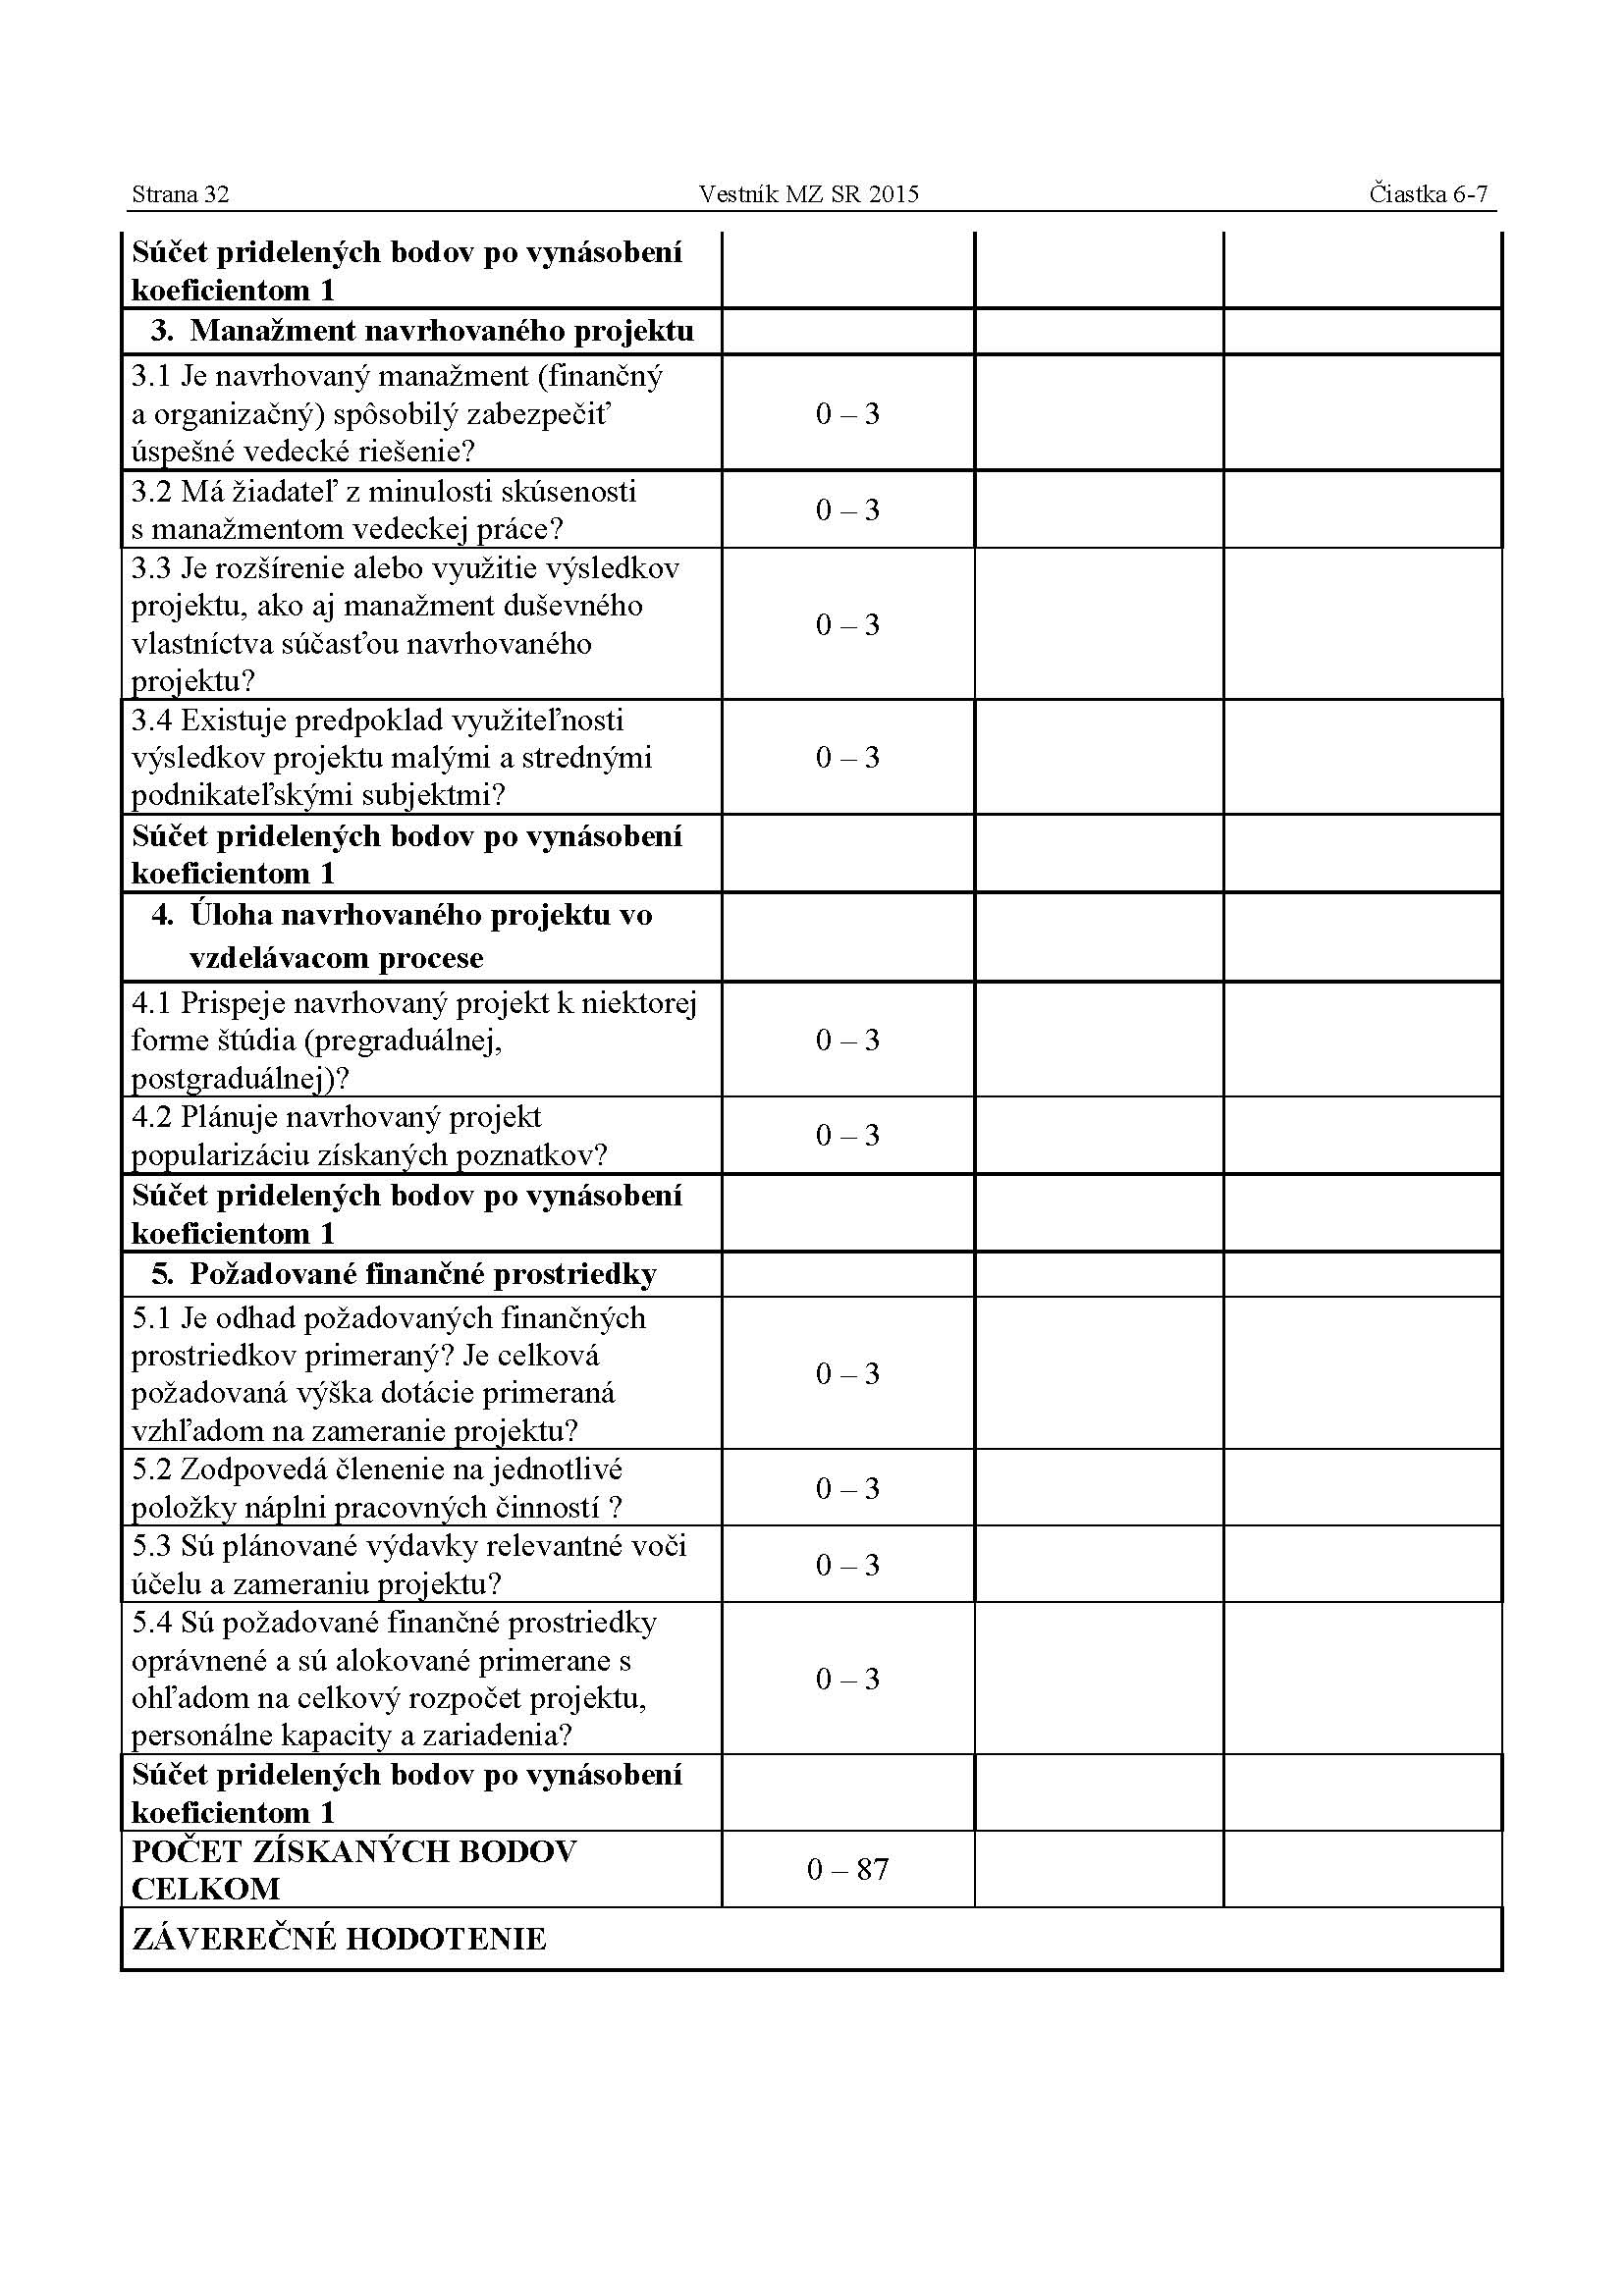 Strana 32 Vestník MZ SR 2015 Čiastka 6-7
Súčet pridelených bodov po vynásobení
koeficientom 1
3. Manažment navrhovaného projektu
3.1 Je navrhovaný manažment (finančný
a organizačný) spôsobilý zabezpečiť
úspešné vedecké riešenie?
0 – 3
3.2 Má žiadateľ z minulosti skúsenosti
s manažmentom vedeckej práce?
0 – 3
3.3 Je rozšírenie alebo využitie výsledkov
projektu, ako aj manažment duševného
vlastníctva súčasťou navrhovaného
projektu?
0 – 3
3.4 Existuje predpoklad využiteľnosti
výsledkov projektu malými a strednými
podnikateľskými subjektmi?
0 – 3
Súčet pridelených bodov po vynásobení
koeficientom 1
4. Úloha navrhovaného projektu vo
vzdelávacom procese
4.1 Prispeje navrhovaný projekt k niektorej
forme štúdia (pregraduálnej,
postgraduálnej)?
0 – 3
4.2 Plánuje navrhovaný projekt
popularizáciu získaných poznatkov?
0 – 3
Súčet pridelených bodov po vynásobení
koeficientom 1
5. Požadované finančné prostriedky
5.1 Je odhad požadovaných finančných
prostriedkov primeraný? Je celková
požadovaná výška dotácie primeraná
vzhľadom na zameranie projektu?
0 – 3
5.2 Zodpovedá členenie na jednotlivé
položky náplni pracovných činností ?
0 – 3
5.3 Sú plánované výdavky relevantné voči
účelu a zameraniu projektu?
0 – 3
5.4 Sú požadované finančné prostriedky
oprávnené a sú alokované primerane s
ohľadom na celkový rozpočet projektu,
personálne kapacity a zariadenia?
0 – 3
Súčet pridelených bodov po vynásobení
koeficientom 1
POČET ZÍSKANÝCH BODOV
CELKOM
0 – 87
ZÁVEREČNÉ HODOTENIE